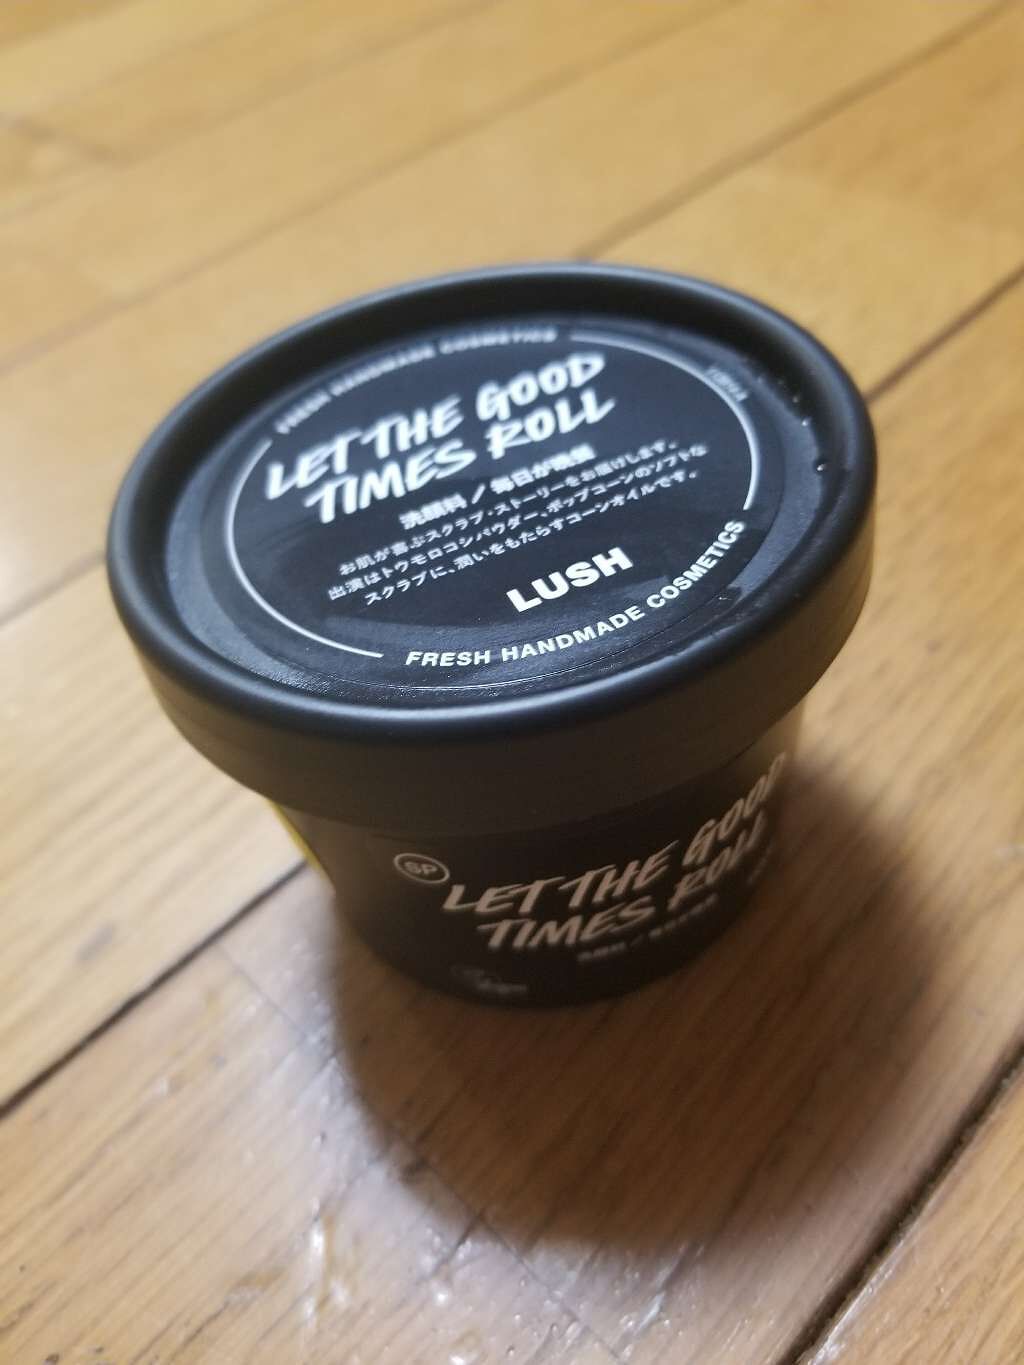 FRESH HANDMADE COSMETICS
LET THE GOOD
TIMES ROLL
洗顔料 / 毎日が映画
お肌が喜ぶスクラブ・ストーリーをお届けします。
出演はトウモロコシパウダー、ポップコーンのソフトな
スクラブに、潤いをもたらすコーンオイルです。
LUSH
FRESH HANDMADE COSMETICS
SP
LET THE GOOD
TIMES ROLL